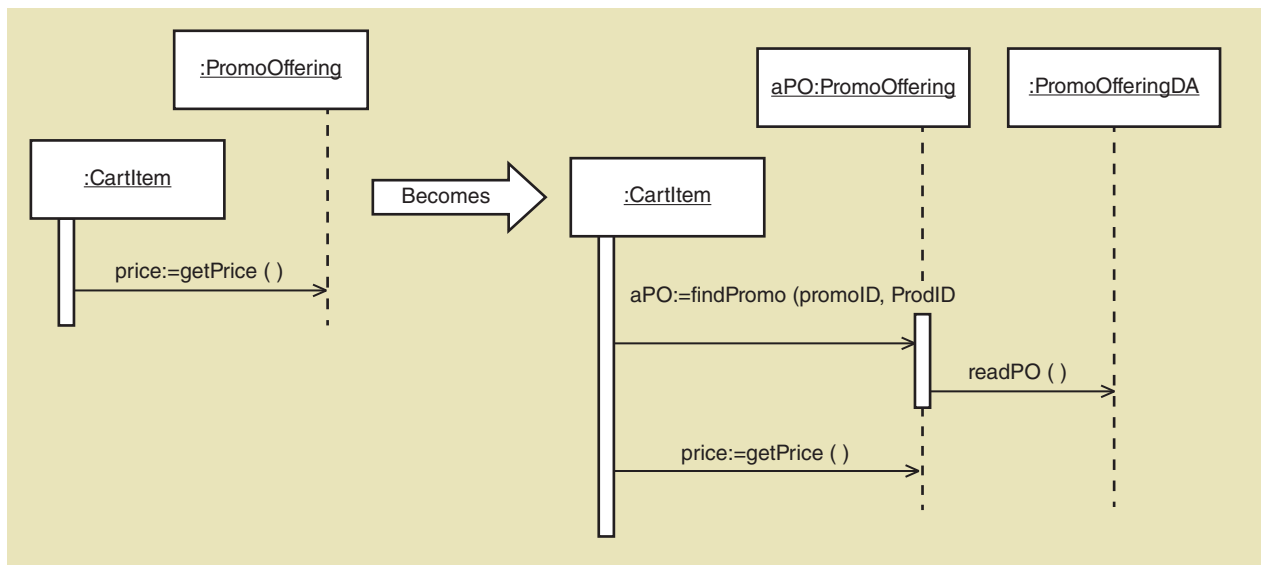 :PromoOffering
:CartItem
price:=getPrice ( )
Becomes
aPO:PromoOffering
:PromoOfferingDA
:CartItem
aPO:=findPromo (promoID, ProdID
readPO ( )
price:=getPrice ( )